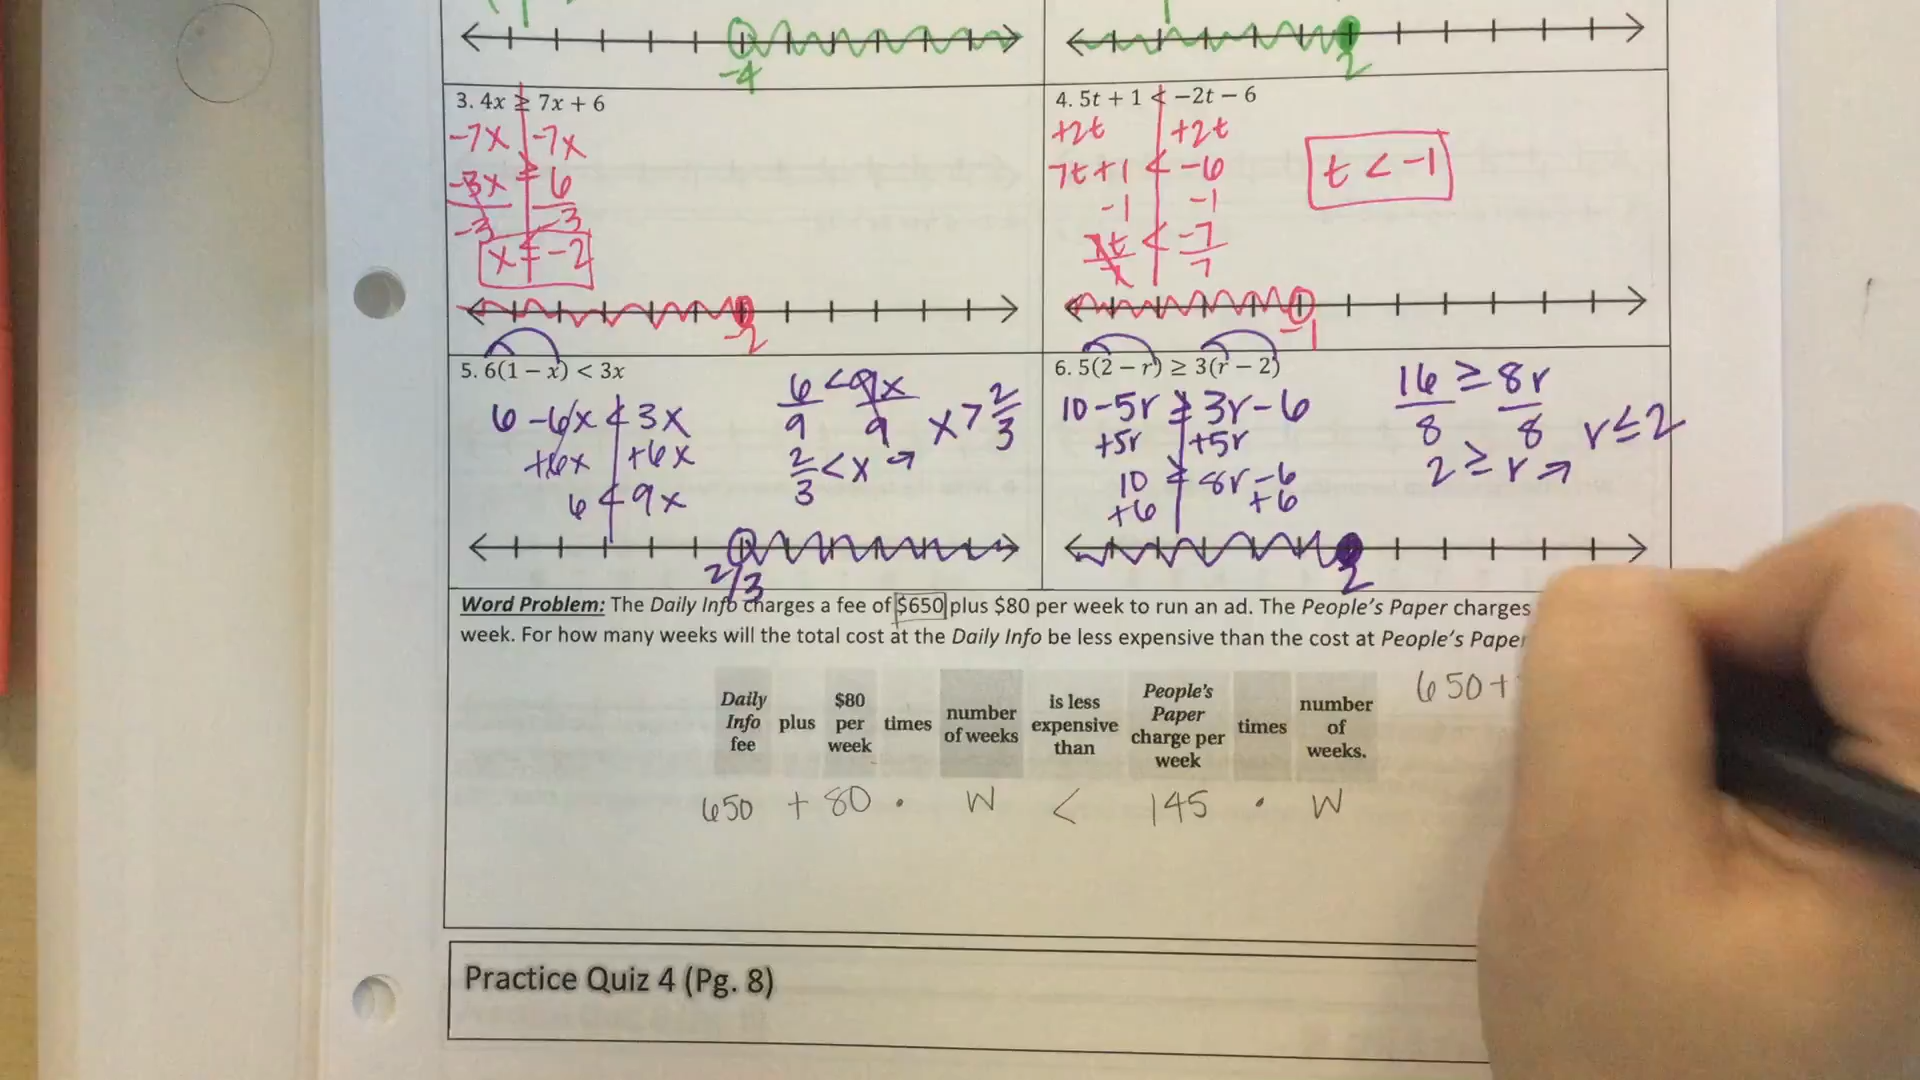 -4
2
3. 4x ≥ 7x + 6
-7x -7x
-3x ≥ 6
-3 -3
x ≤ -2
-2
4. 5t + 1 < −2t − 6
+2t +2t
7t +1 < -6
-1 -1
7t < -7
7 7
t < -1
-1
5. 6(1 − x) < 3x
6 -6x < 3x
+6x +6x
6 < 9x
6 < 9x
9 9
2/3 < x →
x > 2/3
2/3
6. 5(2 − r) ≥ 3(r − 2)
10 -5r ≥ 3r -6
+5r +5r
10 ≥ 8r -6
+6 +6
16 ≥ 8r
8 8
2 ≥ r →
r ≤ 2
2
Word Problem: The Daily Info charges a fee of $650 plus $80 per week to run an ad. The People's Paper charges
week. For how many weeks will the total cost at the Daily Info be less expensive than the cost at People's Paper
Daily Info fee plus $80 per week times number of weeks is less expensive than People's Paper charge per week times number of weeks.
650 + 80 · W < 145 · W
650 +
Practice Quiz 4 (Pg. 8)